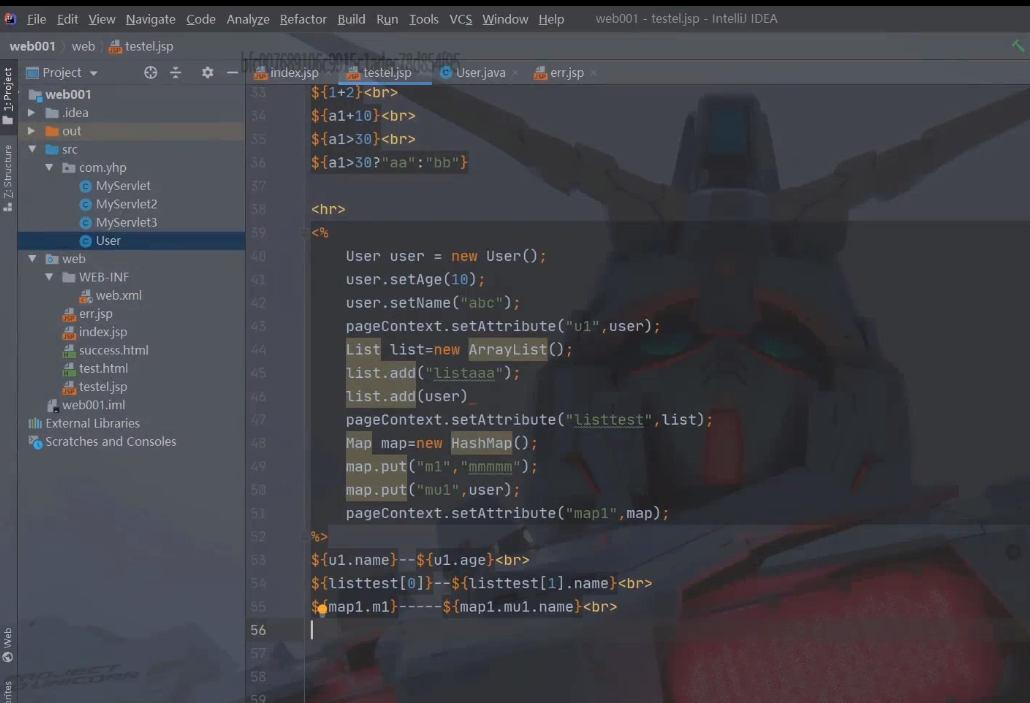 File Edit View Navigate Code Analyze Refactor Build Run Tools VCS Window Help web001 - testel.jsp - IntelliJ IDEA
web001 web testel.jsp
Project index.jsp testel.jsp User.java err.jsp
1: Project
Z: Structure
Web
web001
.idea
out
src
com.yhp
MyServlet
MyServlet2
MyServlet3
User
web
WEB-INF
web.xml
err.jsp
index.jsp
success.html
test.html
testel.jsp
web001.iml
External Libraries
Scratches and Consoles
33 ${1+2}<br>
34 ${a1+10}<br>
35 ${a1>30}<br>
36 ${a1>30?"aa":"bb"}
37
38 <hr>
39 <%
40 User user = new User();
41 user.setAge(10);
42 user.setName("abc");
43 pageContext.setAttribute("u1",user);
44 List list=new ArrayList();
45 list.add("listaaa");
46 list.add(user)
47 pageContext.setAttribute("listtest",list);
48 Map map=new HashMap();
49 map.put("m1","mmmmm");
50 map.put("mu1",user);
51 pageContext.setAttribute("map1",map);
52 %>
53 ${u1.name}--${u1.age}<br>
54 ${listtest[0]}--${listtest[1].name}<br>
55 ${map1.m1}-----${map1.mu1.name}<br>
56
57
58
59